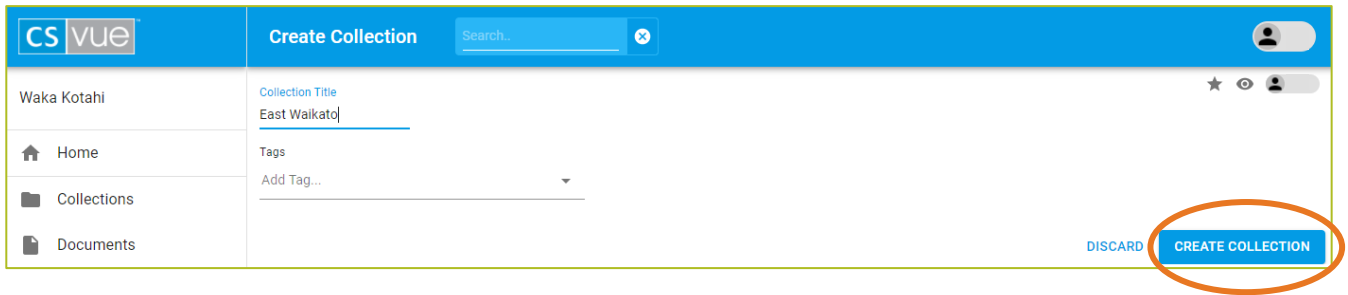 CS vue
Create Collection
Search..
Waka Kotahi
Collection Title
East Waikato
Home
Tags
Add Tag...
Collections
Documents
DISCARD
CREATE COLLECTION